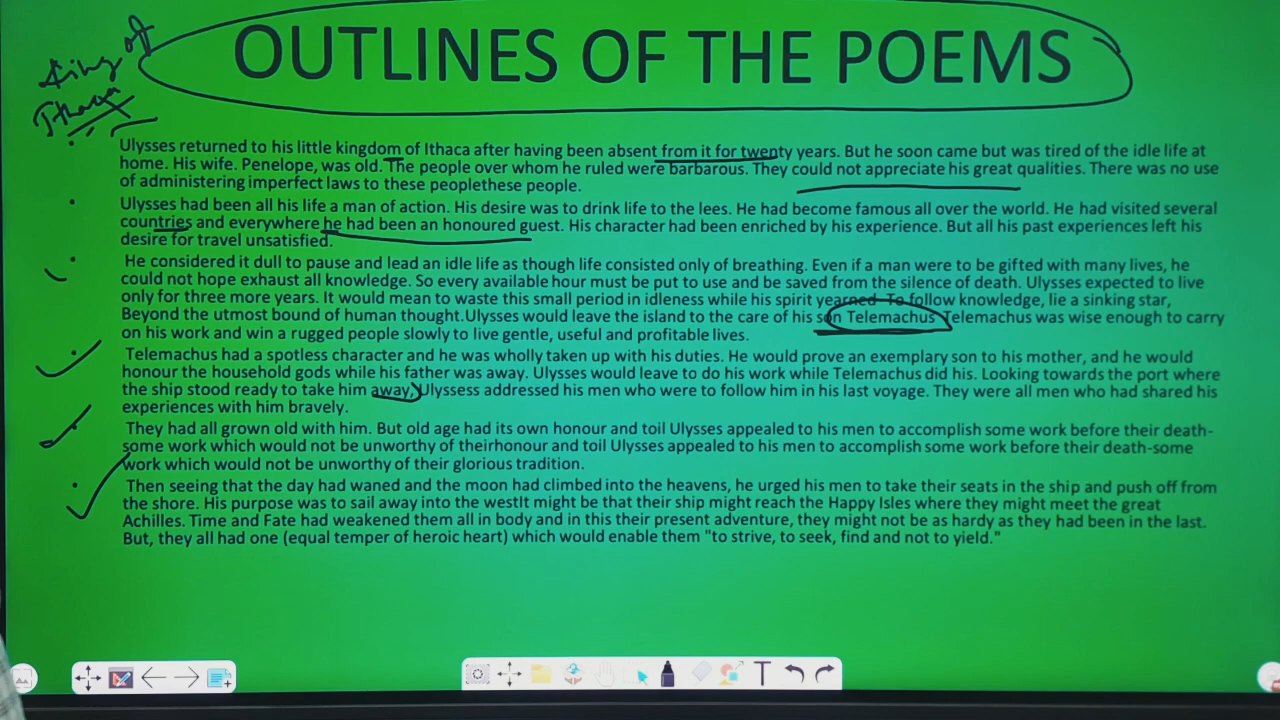 King of
Ithaca
OUTLINES OF THE POEMS
Ulysses returned to his little kingdom of Ithaca after having been absent from it for twenty years. But he soon came but was tired of the idle life at
home. His wife. Penelope, was old. The people over whom he ruled were barbarous. They could not appreciate his great qualities. There was no use
of administering imperfect laws to these peoplethese people.
Ulysses had been all his life a man of action. His desire was to drink life to the lees. He had become famous all over the world. He had visited several
countries and everywhere he had been an honoured guest. His character had been enriched by his experience. But all his past experiences left his
desire for travel unsatisfied.
He considered it dull to pause and lead an idle life as though life consisted only of breathing. Even if a man were to be gifted with many lives, he
could not hope exhaust all knowledge. So every available hour must be put to use and be saved from the silence of death. Ulysses expected to live
only for three more years. It would mean to waste this small period in idleness while his spirit yearned To follow knowledge, lie a sinking star,
Beyond the utmost bound of human thought.Ulysses would leave the island to the care of his son Telemachus Telemachus was wise enough to carry
on his work and win a rugged people slowly to live gentle, useful and profitable lives.
Telemachus had a spotless character and he was wholly taken up with his duties. He would prove an exemplary son to his mother, and he would
honour the household gods while his father was away. Ulysses would leave to do his work while Telemachus did his. Looking towards the port where
the ship stood ready to take him away, Ulyssess addressed his men who were to follow him in his last voyage. They were all men who had shared his
experiences with him bravely.
They had all grown old with him. But old age had its own honour and toil Ulysses appealed to his men to accomplish some work before their death-
some work which would not be unworthy of theirhonour and toil Ulysses appealed to his men to accomplish some work before their death-some
work which would not be unworthy of their glorious tradition.
Then seeing that the day had waned and the moon had climbed into the heavens, he urged his men to take their seats in the ship and push off from
the shore. His purpose was to sail away into the westIt might be that their ship might reach the Happy Isles where they might meet the great
Achilles. Time and Fate had weakened them all in body and in this their present adventure, they might not be as hardy as they had been in the last.
But, they all had one (equal temper of heroic heart) which would enable them "to strive, to seek, find and not to yield."